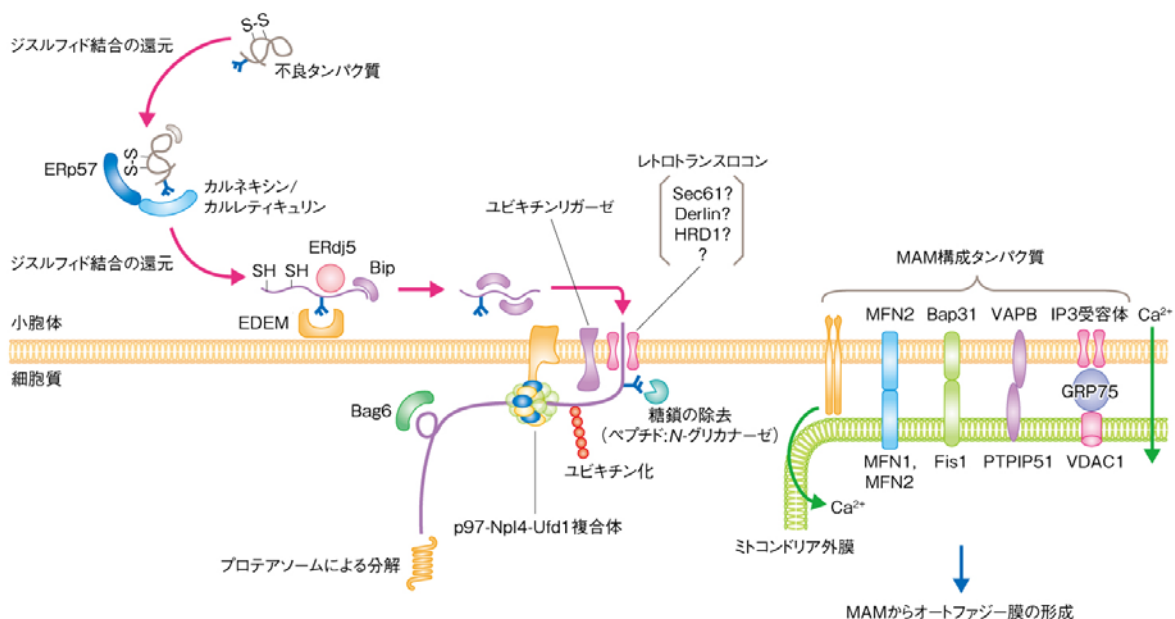 S-S
ジスルフィド結合の還元
不良タンパク質
ERp57
S-S
カルネキシン/
カルレティキュリン
ジスルフィド結合の還元
SH
SH
ERdj5
Bip
EDEM
小胞体
細胞質
ユビキチンリガーゼ
レトロトランスロコン
Sec61?
Derlin?
HRD1?
?
Bag6
糖鎖の除去
(ペプチド:N-グリカナーゼ)
ユビキチン化
p97-Npl4-Ufd1複合体
プロテアソームによる分解
MAM構成タンパク質
MFN2
Bap31
VAPB
IP3受容体
Ca²⁺
GRP75
MFN1,
MFN2
Fis1
PTPIP51
VDAC1
Ca²⁺
ミトコンドリア外膜
MAMからオートファジー膜の形成